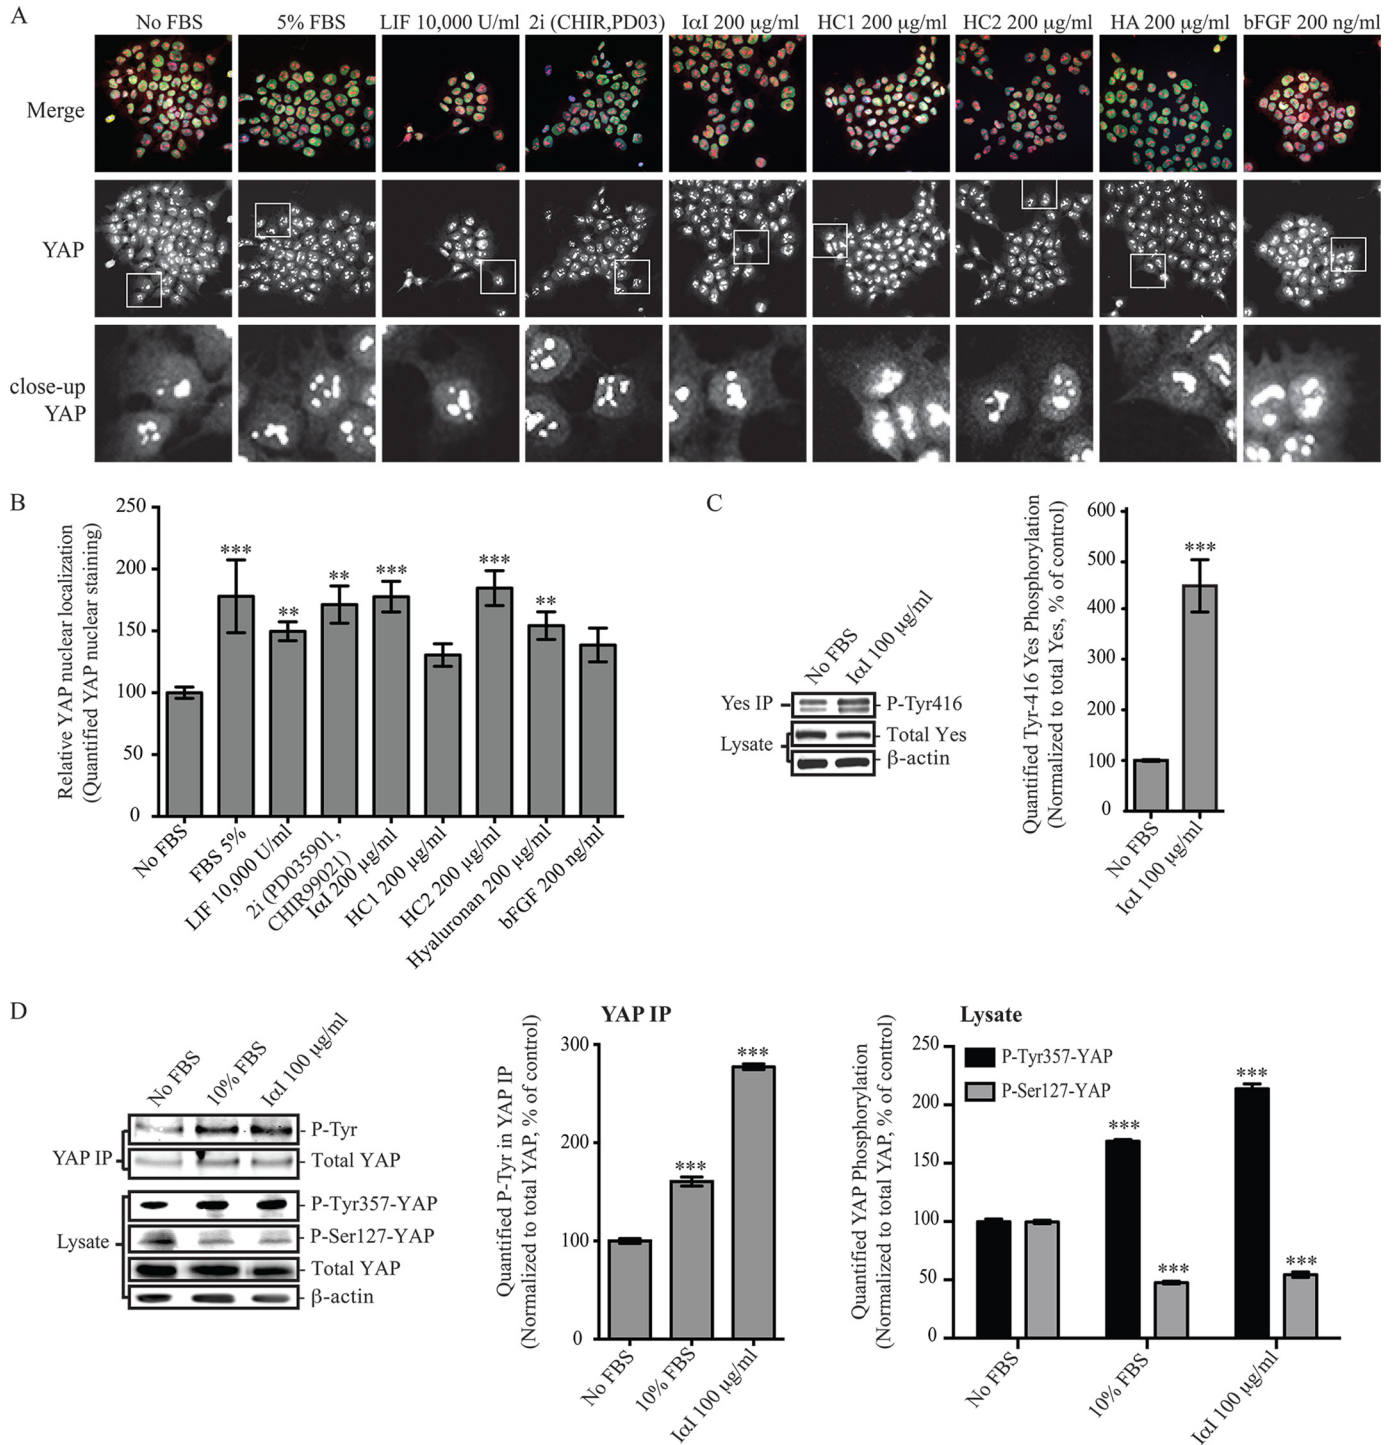 A
No FBS
5% FBS
LIF 10,000 U/ml
2i (CHIR,PD03)
IαI 200 µg/ml
HC1 200 µg/ml
HC2 200 µg/ml
HA 200 µg/ml
bFGF 200 ng/ml
Merge
YAP
close-up
YAP
B
Relative YAP nuclear localization
(Quantified YAP nuclear staining)
250
200
150
100
50
0
***
**
**
***
***
**
No FBS
FBS 5%
LIF 10,000 U/ml
2i (PD035901,
CHIR99021)
IαI 200 µg/ml
HC1 200 µg/ml
HC2 200 µg/ml
Hyaluronan 200 µg/ml
bFGF 200 ng/ml
C
No FBS
IαI 100 µg/ml
Yes IP
P-Tyr416
Lysate
Total Yes
β-actin
Quantified Tyr-416 Yes Phosphorylation
(Normalized to total Yes, % of control)
600
500
400
300
200
100
0
***
No FBS
IαI 100 µg/ml
D
No FBS
10% FBS
IαI 100 µg/ml
YAP IP
P-Tyr
Total YAP
Lysate
P-Tyr357-YAP
P-Ser127-YAP
Total YAP
β-actin
YAP IP
Quantified P-Tyr in YAP IP
(Normalized to total YAP, % of control)
300
200
100
0
***
***
No FBS
10% FBS
IαI 100 µg/ml
Lysate
Quantified YAP Phosphorylation
(Normalized to total YAP, % of control)
250
200
150
100
50
0
P-Tyr357-YAP
P-Ser127-YAP
***
***
***
***
No FBS
10% FBS
IαI 100 µg/ml